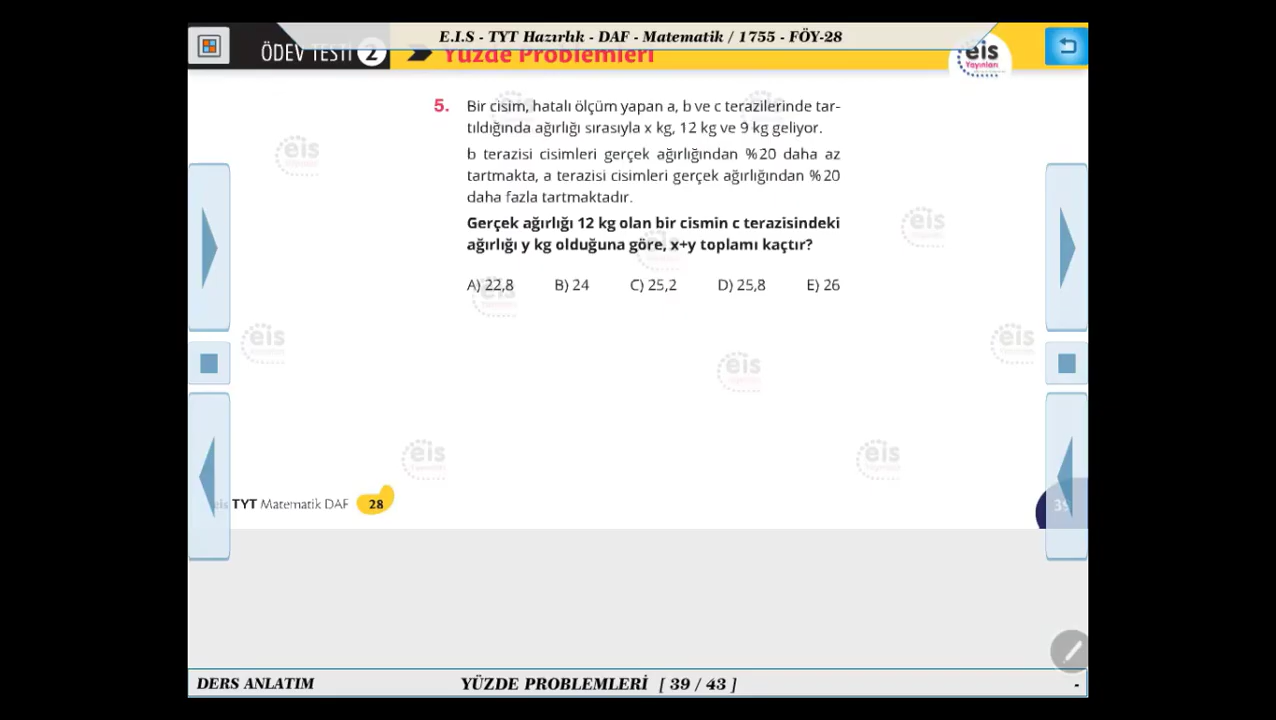 E.I.S - TYT Hazırlık - DAF - Matematik / 1755 - FÖY-28
ÖDEV TESTİ 2
Yüzde Problemleri
eis
Yayınları
5. Bir cisim, hatalı ölçüm yapan a, b ve c terazilerinde tar-
tıldığında ağırlığı sırasıyla x kg, 12 kg ve 9 kg geliyor.
b terazisi cisimleri gerçek ağırlığından %20 daha az
tartmakta, a terazisi cisimleri gerçek ağırlığından %20
daha fazla tartmaktadır.
Gerçek ağırlığı 12 kg olan bir cismin c terazisindeki
ağırlığı y kg olduğuna göre, x+y toplamı kaçtır?
A) 22,8 B) 24 C) 25,2 D) 25,8 E) 26
eis TYT Matematik DAF 28
39
DERS ANLATIM
YÜZDE PROBLEMLERİ [ 39 / 43 ]
-